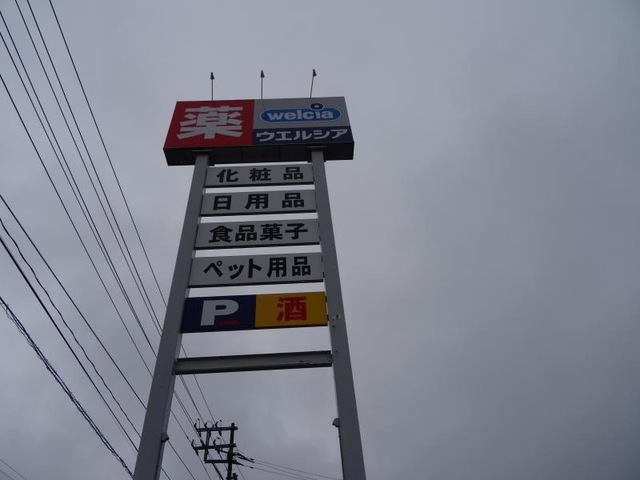 薬
welcia
ウエルシア
化粧品
日用品
食品菓子
ペット用品
P 酒